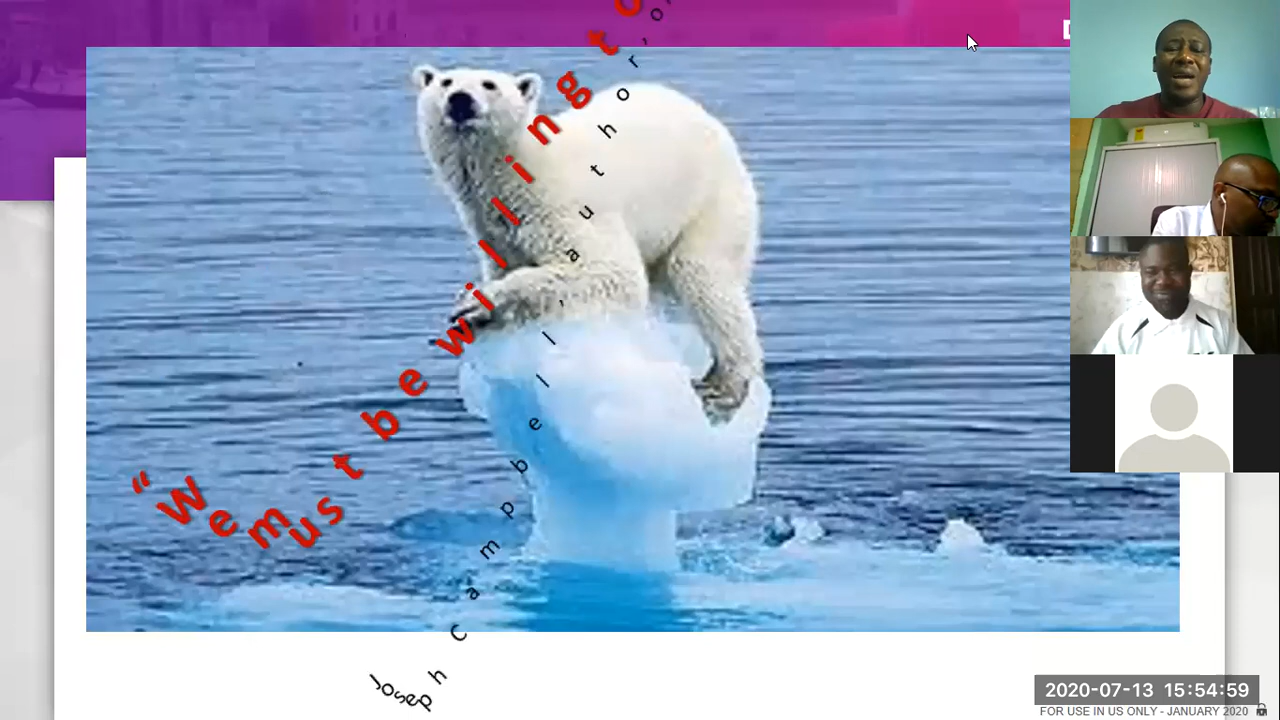 “We must be willing to
Joseph Campbell, author, o
2020-07-13 15:54:59
FOR USE IN US ONLY - JANUARY 2020